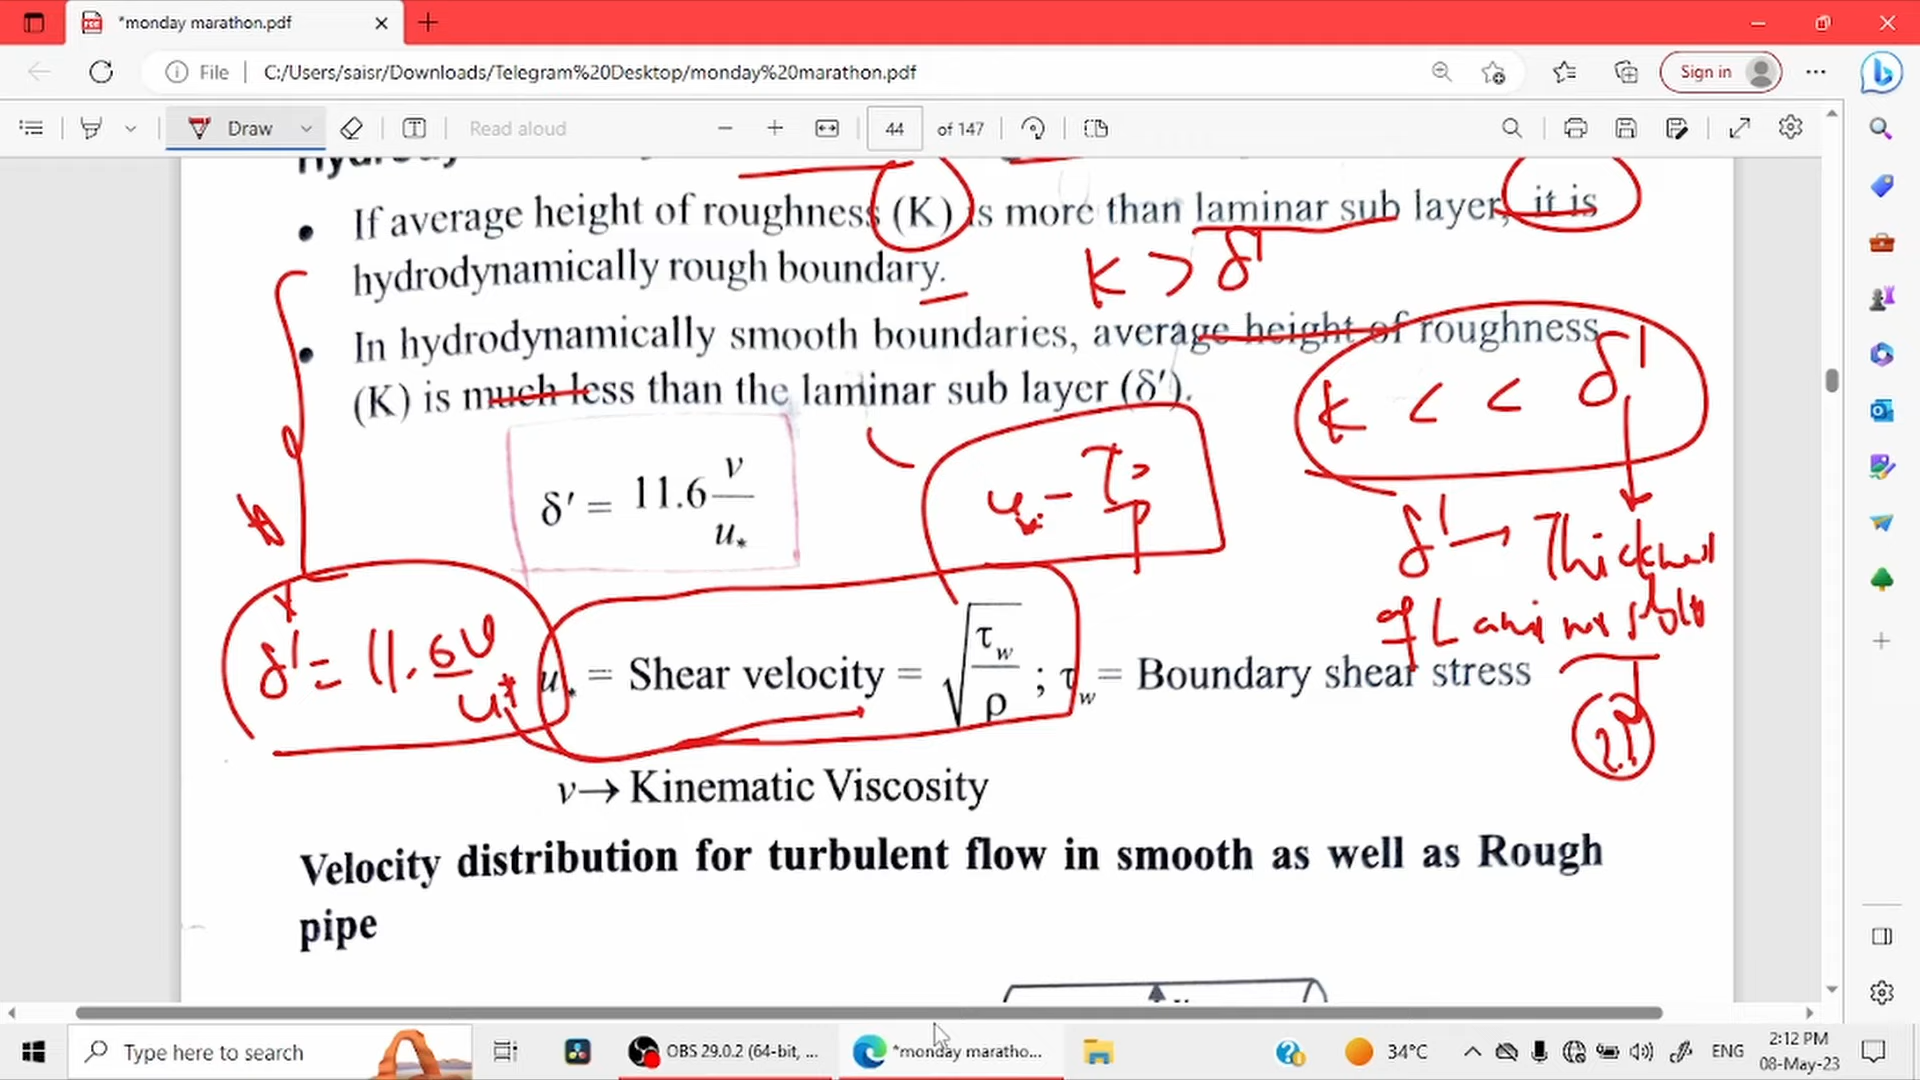 *monday marathon.pdf
File
C:/Users/saisr/Downloads/Telegram%20Desktop/monday%20marathon.pdf
Sign in
Draw
Read aloud
44 of 147
• If average height of roughness (K) is more than laminar sub layer, it is
hydrodynamically rough boundary.
K > δ'
• In hydrodynamically smooth boundaries, average height of roughness
(K) is much less than the laminar sub layer (δ').
K < < δ'
δ' = 11.6 ν/u*
δ' → Thickness
of Laminar
δ' = 11.6ν/u*
u* = Shear velocity = √(τw/ρ) ; τw = Boundary shear stress
ν → Kinematic Viscosity
Velocity distribution for turbulent flow in smooth as well as Rough
pipe
Type here to search
OBS 29.0.2 (64-bit, ...
*monday maratho...
34°C
ENG
2:12 PM
08-May-23